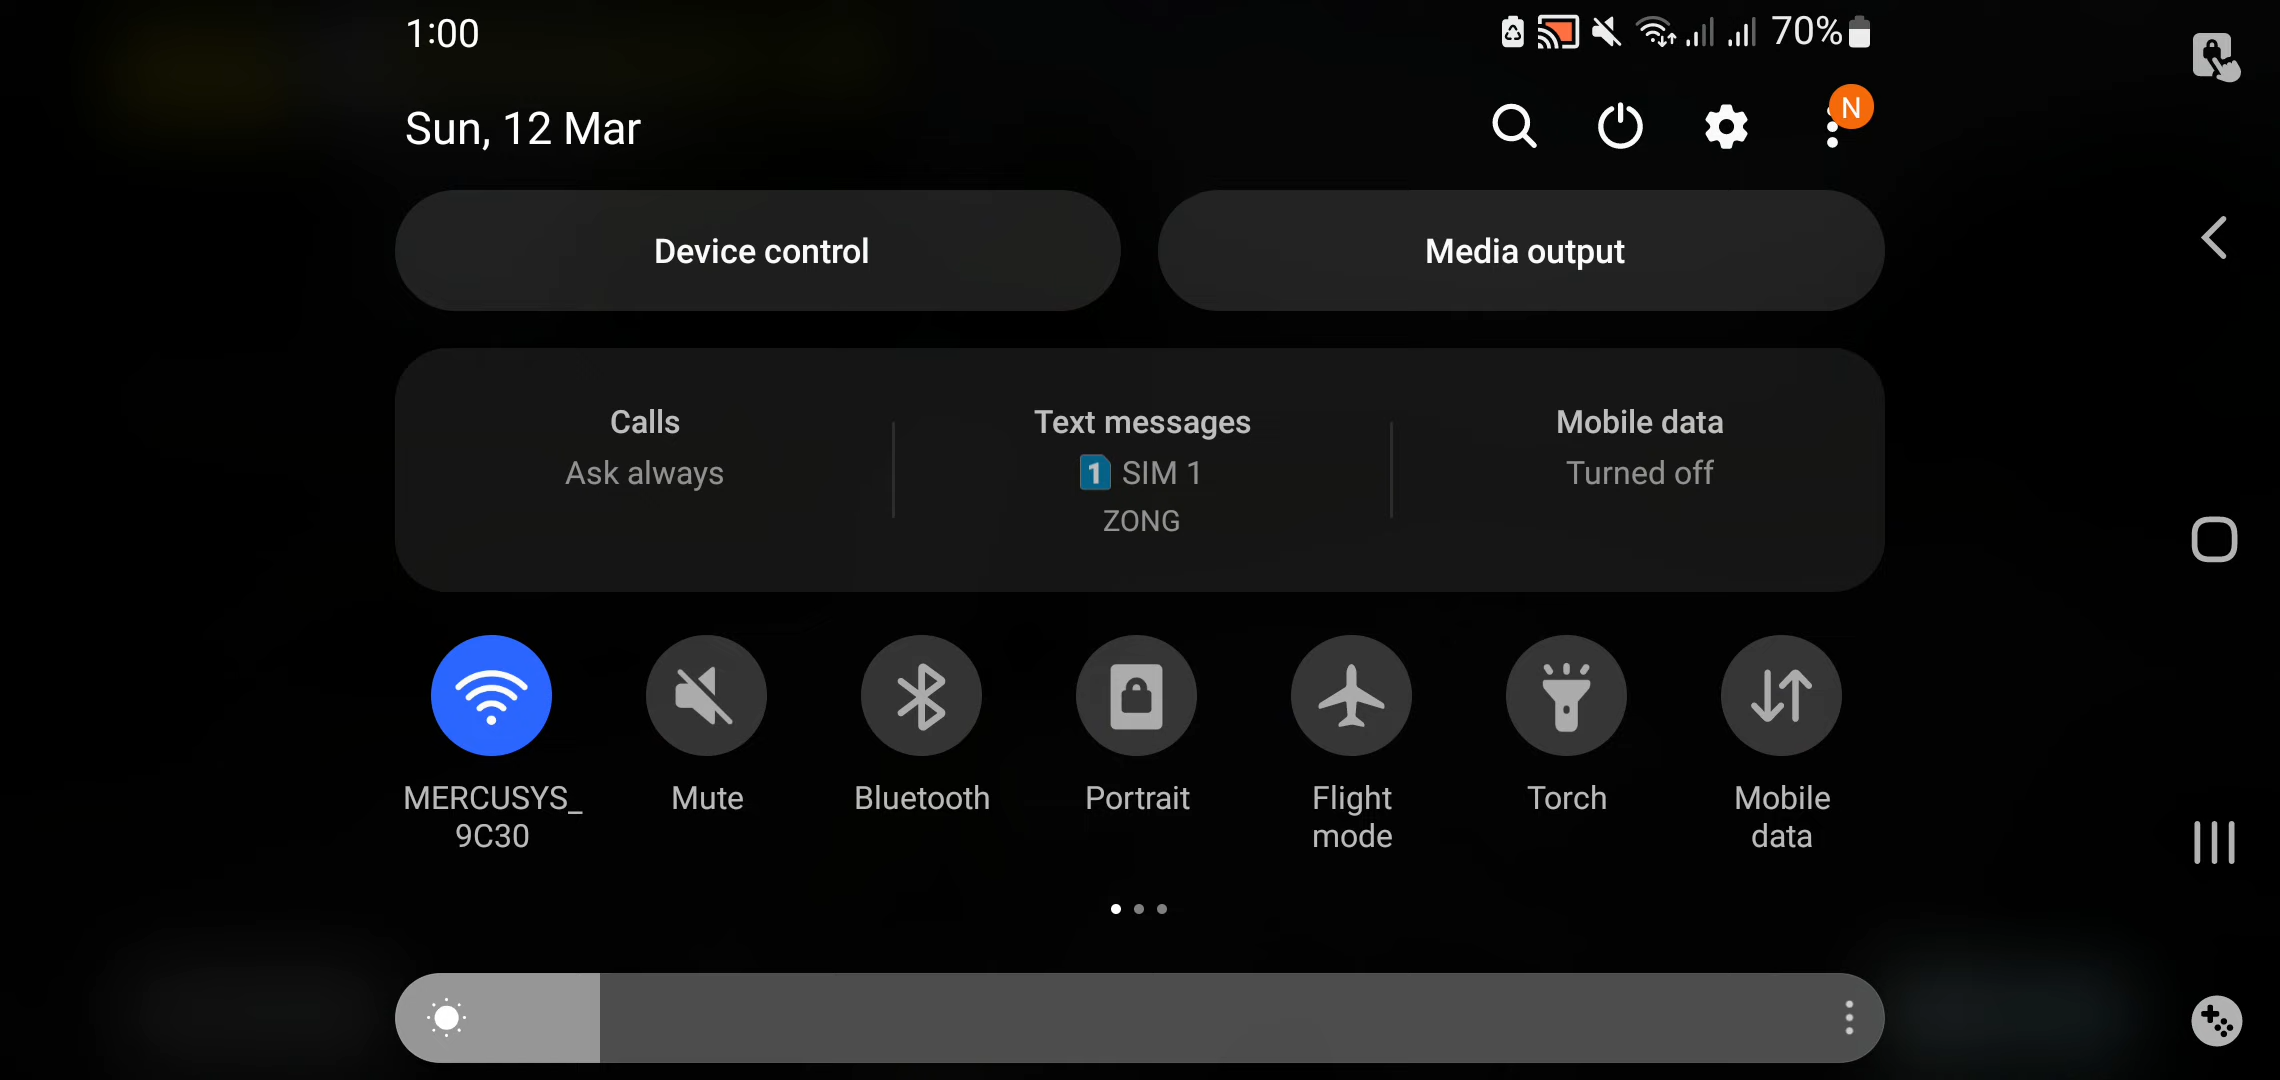 1:00
70%
Sun, 12 Mar
N
Device control
Media output
Calls
Text messages
Mobile data
Ask always
1 SIM 1
Turned off
ZONG
MERCUSYS_
9C30
Mute
Bluetooth
Portrait
Flight
mode
Torch
Mobile
data